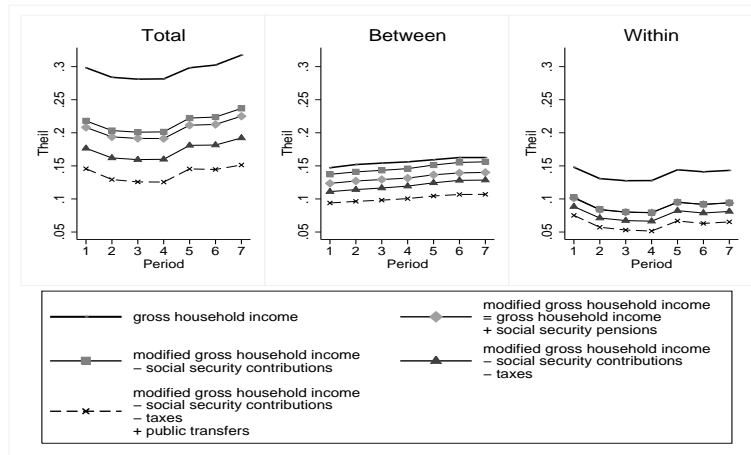 Total
Between
Within
Theil
.3
.25
.2
.15
.1
.05
1 2 3 4 5 6 7
Period
Theil
.3
.25
.2
.15
.1
.05
1 2 3 4 5 6 7
Period
Theil
.3
.25
.2
.15
.1
.05
1 2 3 4 5 6 7
Period
gross household income
modified gross household income
= gross household income
+ social security pensions
modified gross household income
− social security contributions
modified gross household income
− social security contributions
− taxes
modified gross household income
− social security contributions
− taxes
+ public transfers